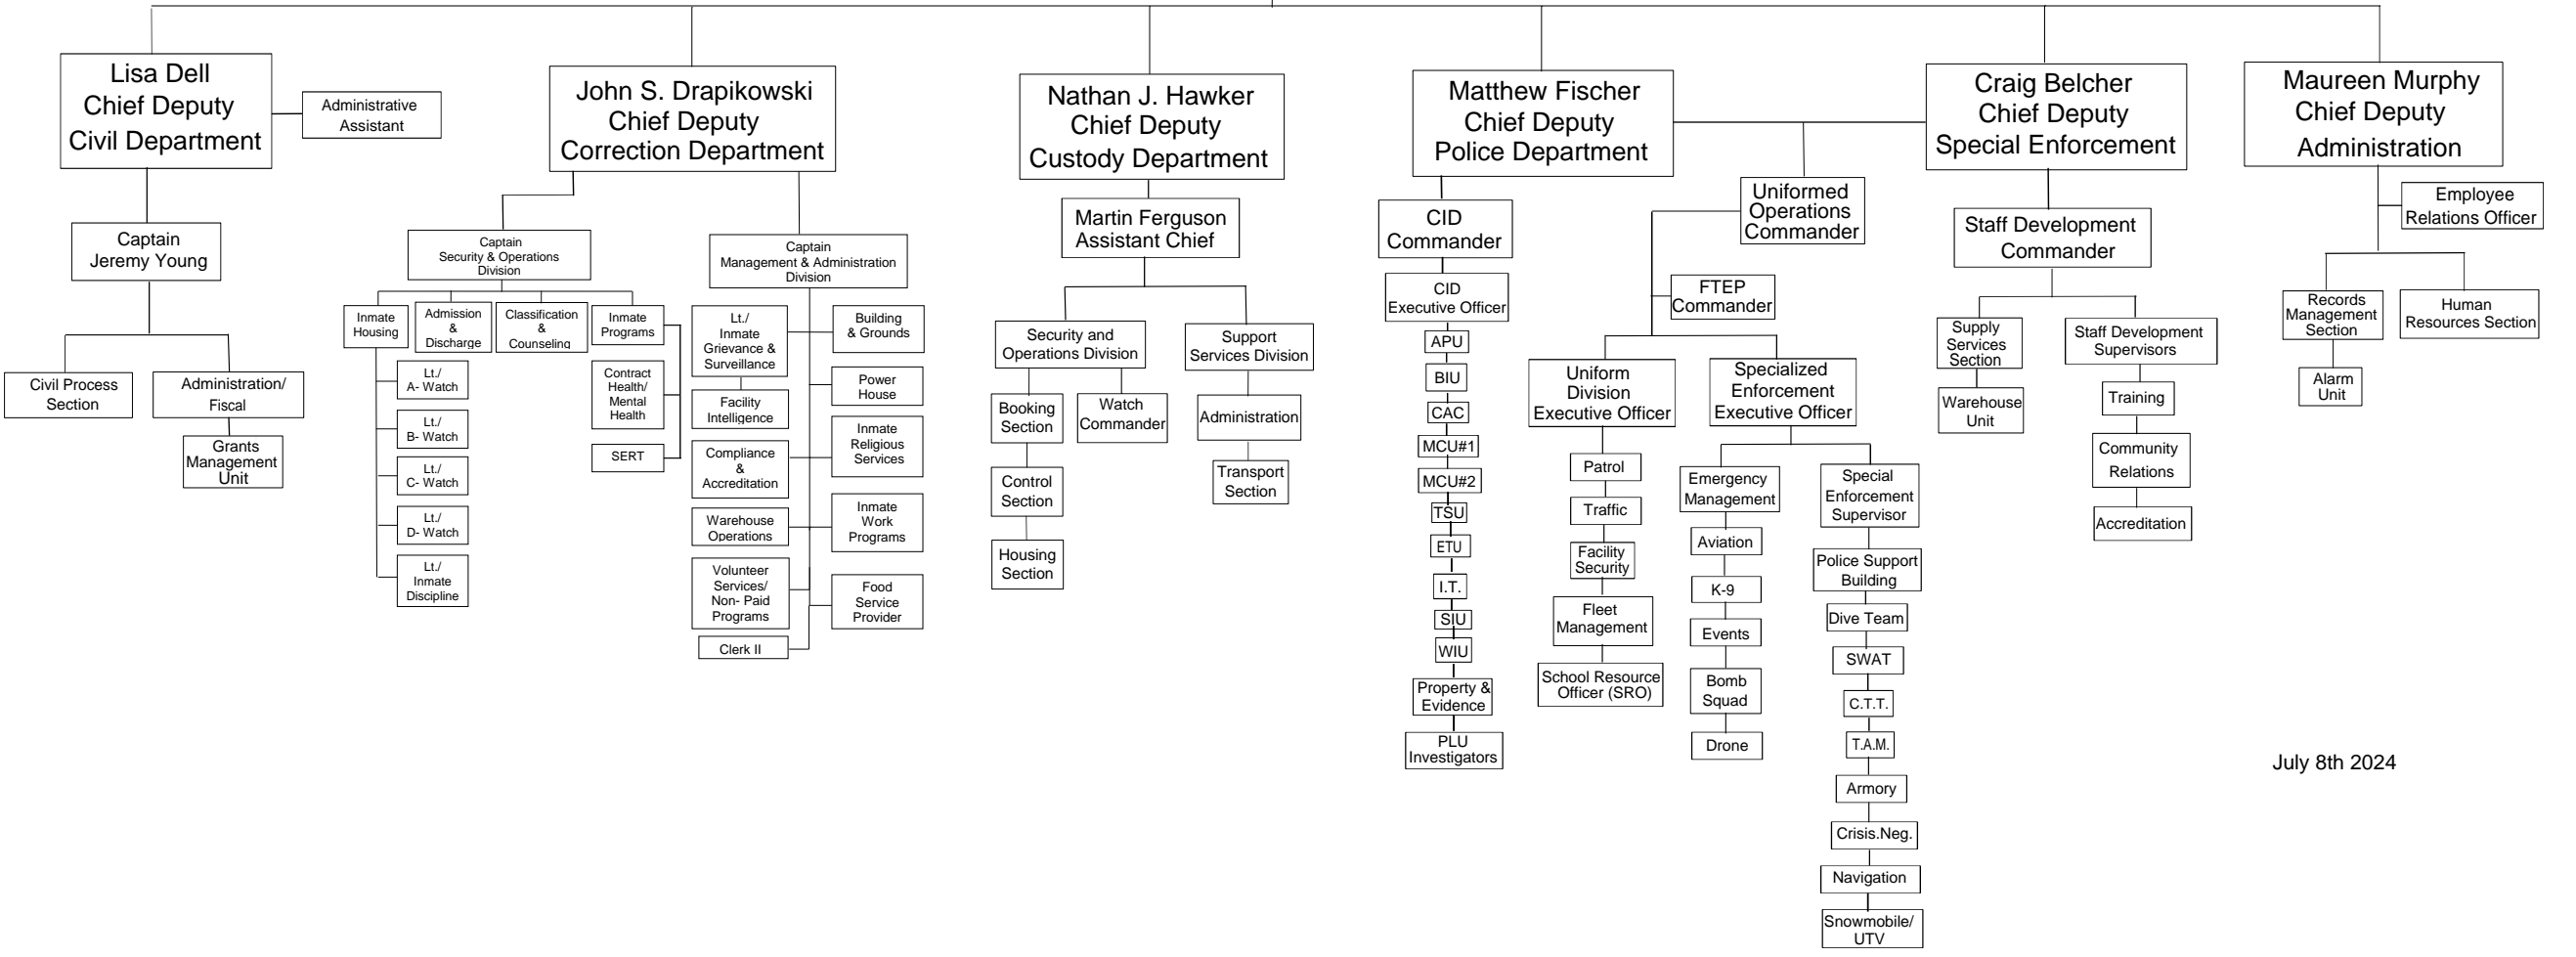 Lisa Dell
Chief Deputy
Civil Department
Administrative
Assistant
Captain
Jeremy Young
Civil Process
Section
Administration/
Fiscal
Grants
Management
Unit
John S. Drapikowski
Chief Deputy
Correction Department
Captain
Security & Operations
Division
Inmate
Housing
Admission
&
Discharge
Classification
&
Counseling
Inmate
Programs
Lt./
A- Watch
Lt./
B- Watch
Lt./
C- Watch
Lt./
D- Watch
Lt./
Inmate
Discipline
Contract
Health/
Mental
Health
SERT
Captain
Management & Administration
Division
Lt./
Inmate
Grievance &
Surveillance
Facility
Intelligence
Compliance
&
Accreditation
Warehouse
Operations
Volunteer
Services/
Non- Paid
Programs
Clerk II
Building
& Grounds
Power
House
Inmate
Religious
Services
Inmate
Work
Programs
Food
Service
Provider
Nathan J. Hawker
Chief Deputy
Custody Department
Martin Ferguson
Assistant Chief
Security and
Operations Division
Booking
Section
Control
Section
Housing
Section
Watch
Commander
Support
Services Division
Administration
Transport
Section
Matthew Fischer
Chief Deputy
Police Department
CID
Commander
CID
Executive Officer
APU
BIU
CAC
MCU#1
MCU#2
TSU
ETU
I.T.
SIU
WIU
Property &
Evidence
PLU
Investigators
Uniformed
Operations
Commander
FTEP
Commander
Uniform
Division
Executive Officer
Patrol
Traffic
Facility
Security
Fleet
Management
School Resource
Officer (SRO)
Specialized
Enforcement
Executive Officer
Emergency
Management
Aviation
K-9
Events
Bomb
Squad
Drone
Special
Enforcement
Supervisor
Police Support
Building
Dive Team
SWAT
C.T.T.
T.A.M.
Armory
Crisis.Neg.
Navigation
Snowmobile/
UTV
Craig Belcher
Chief Deputy
Special Enforcement
Staff Development
Commander
Supply
Services
Section
Warehouse
Unit
Staff Development
Supervisors
Training
Community
Relations
Accreditation
Maureen Murphy
Chief Deputy
Administration
Employee
Relations Officer
Records
Management
Section
Alarm
Unit
Human
Resources Section
July 8th 2024